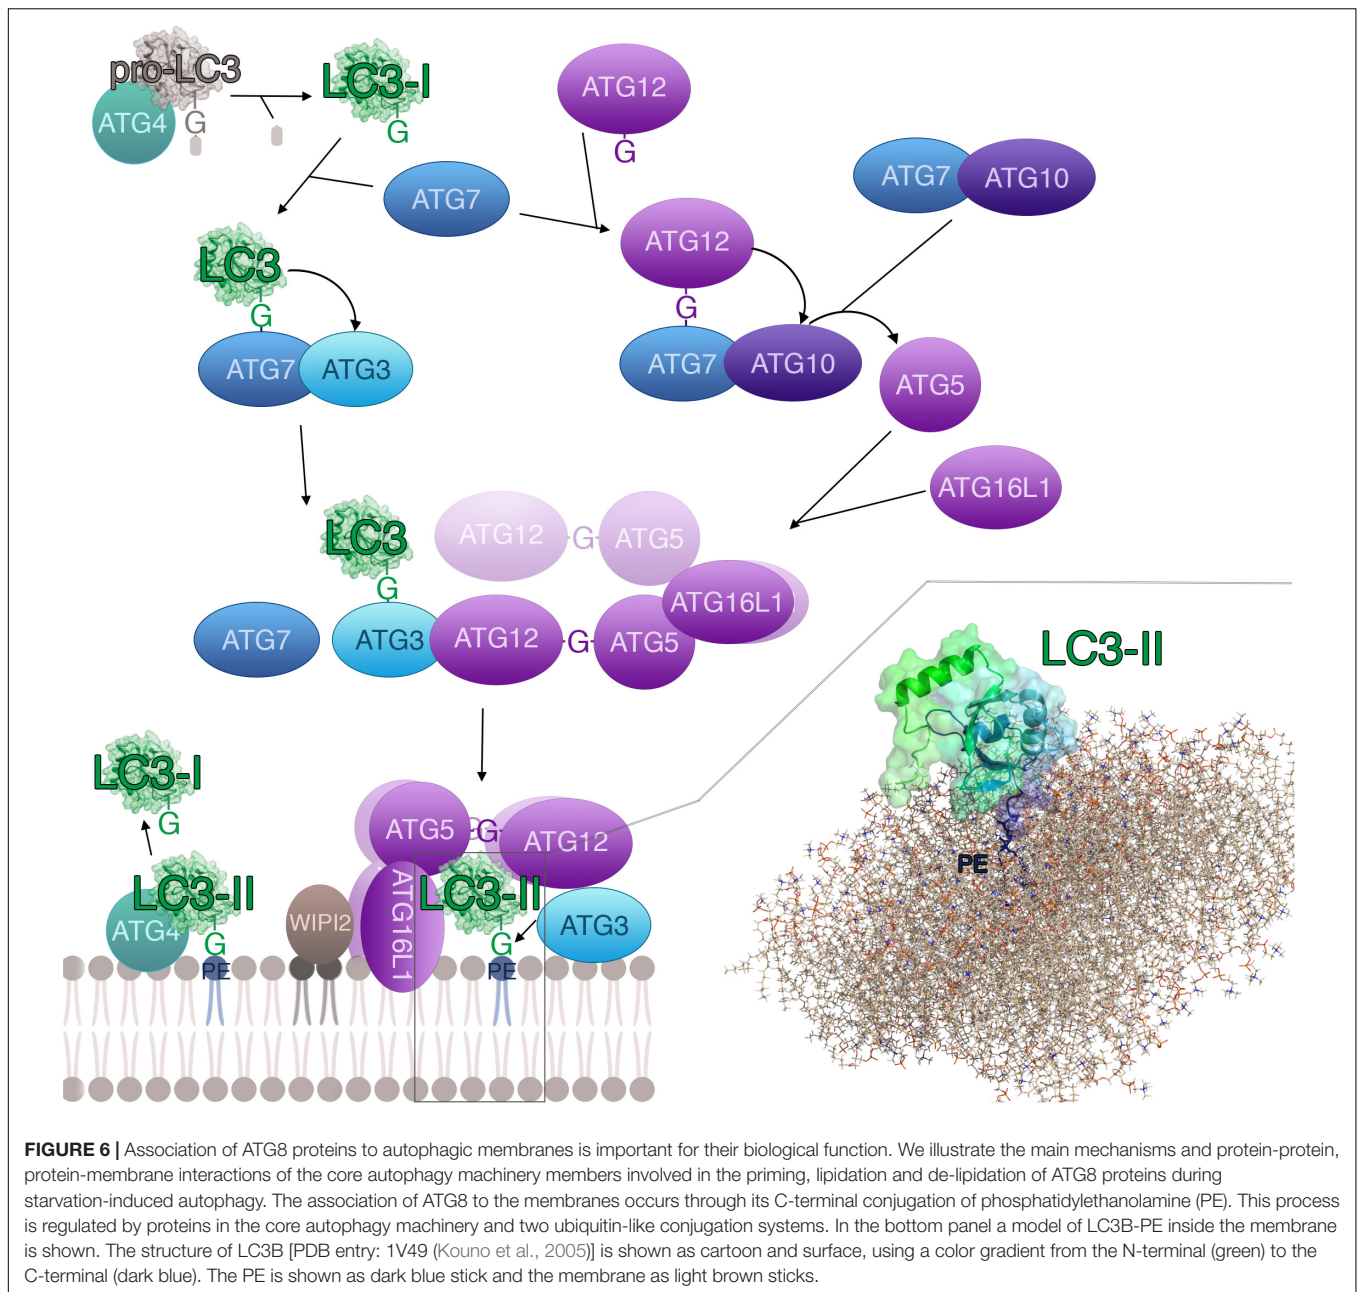 pro-LC3
ATG4
G
LC3-I
G
ATG12
G
ATG7
ATG7
ATG10
LC3
G
ATG7
ATG3
ATG12
G
ATG7
ATG10
ATG5
ATG16L1
LC3
G
ATG12
G
ATG5
ATG16L1
ATG7
ATG3
ATG12
G
ATG5
LC3-II
PE
LC3-I
G
ATG5
G
G
ATG12
LC3-II
ATG4
G
PE
WIPI2
ATG16L1
LC3-II
G
PE
ATG3
FIGURE 6 | Association of ATG8 proteins to autophagic membranes is important for their biological function. We illustrate the main mechanisms and protein-protein,
protein-membrane interactions of the core autophagy machinery members involved in the priming, lipidation and de-lipidation of ATG8 proteins during
starvation-induced autophagy. The association of ATG8 to the membranes occurs through its C-terminal conjugation of phosphatidylethanolamine (PE). This process
is regulated by proteins in the core autophagy machinery and two ubiquitin-like conjugation systems. In the bottom panel a model of LC3B-PE inside the membrane
is shown. The structure of LC3B [PDB entry: 1V49 (Kouno et al., 2005)] is shown as cartoon and surface, using a color gradient from the N-terminal (green) to the
C-terminal (dark blue). The PE is shown as dark blue stick and the membrane as light brown sticks.